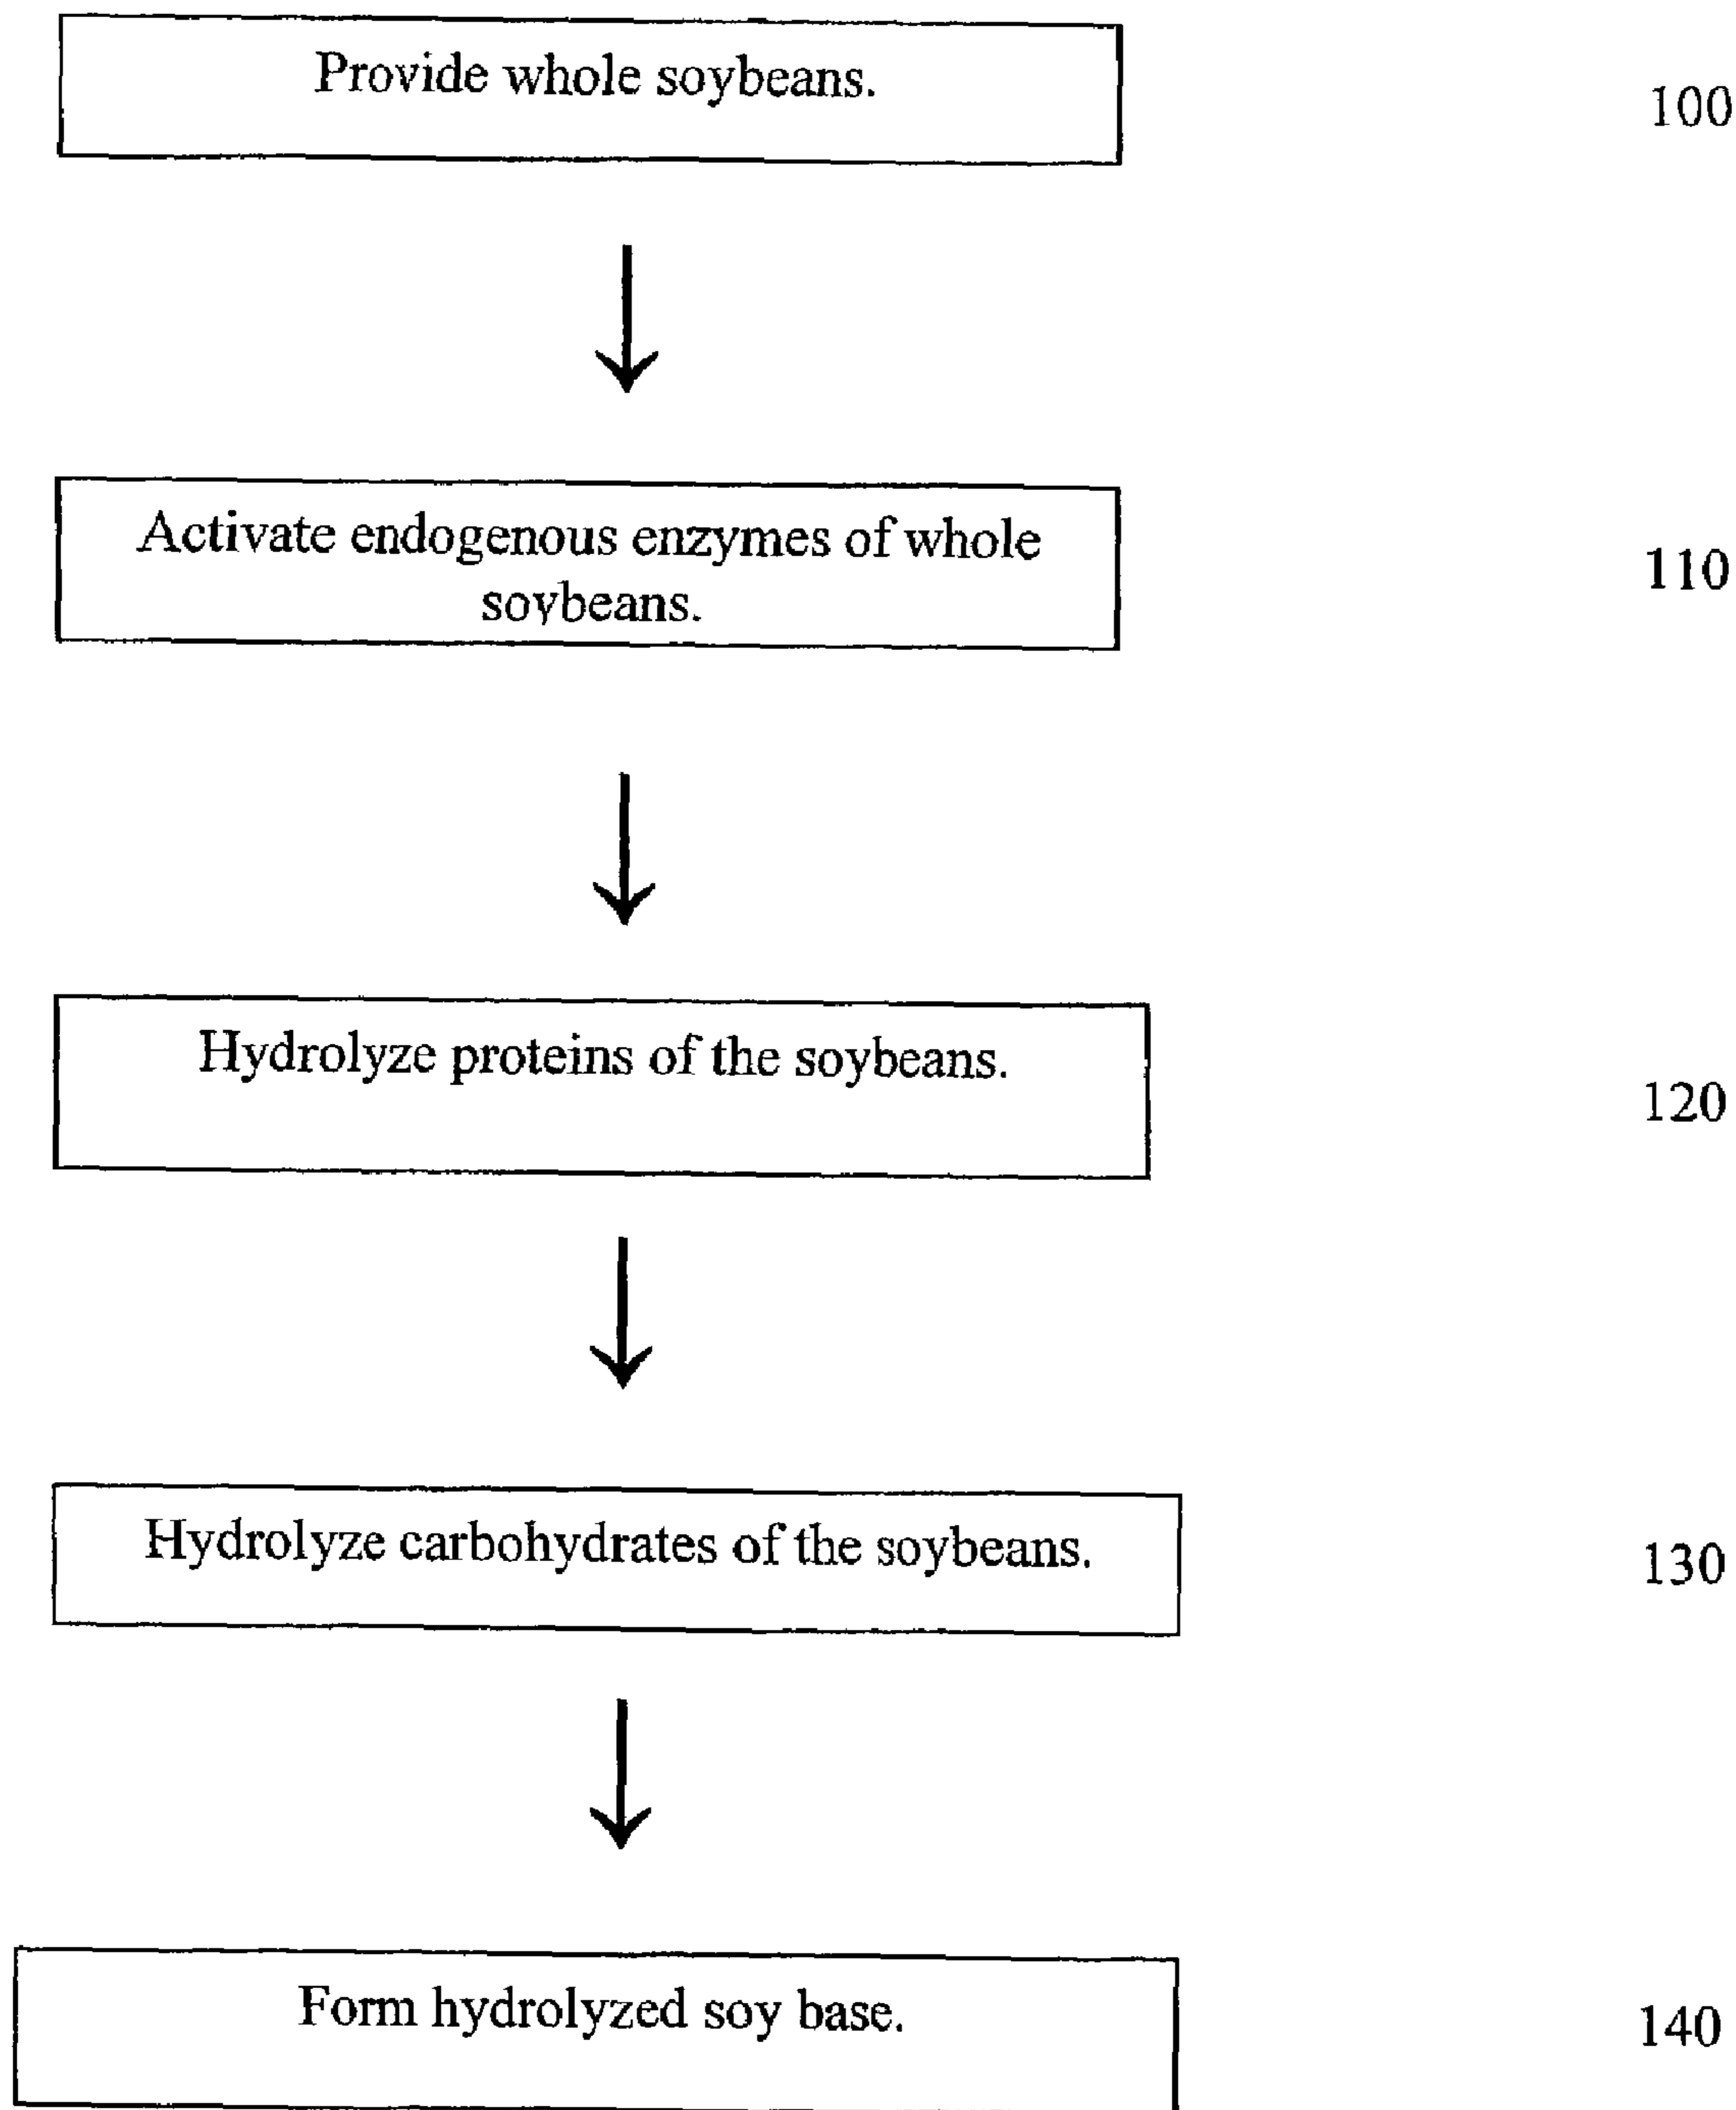 Provide whole soybeans.
100
Activate endogenous enzymes of whole
soybeans.
110
Hydrolyze proteins of the soybeans.
120
Hydrolyze carbohydrates of the soybeans.
130
Form hydrolyzed soy base.
140